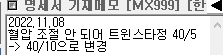 명세서 기재메모 [MX999] [한
2022.11.08
혈압 조절 안 되어 트윈스타정 40/5
-> 40/10으로 변경